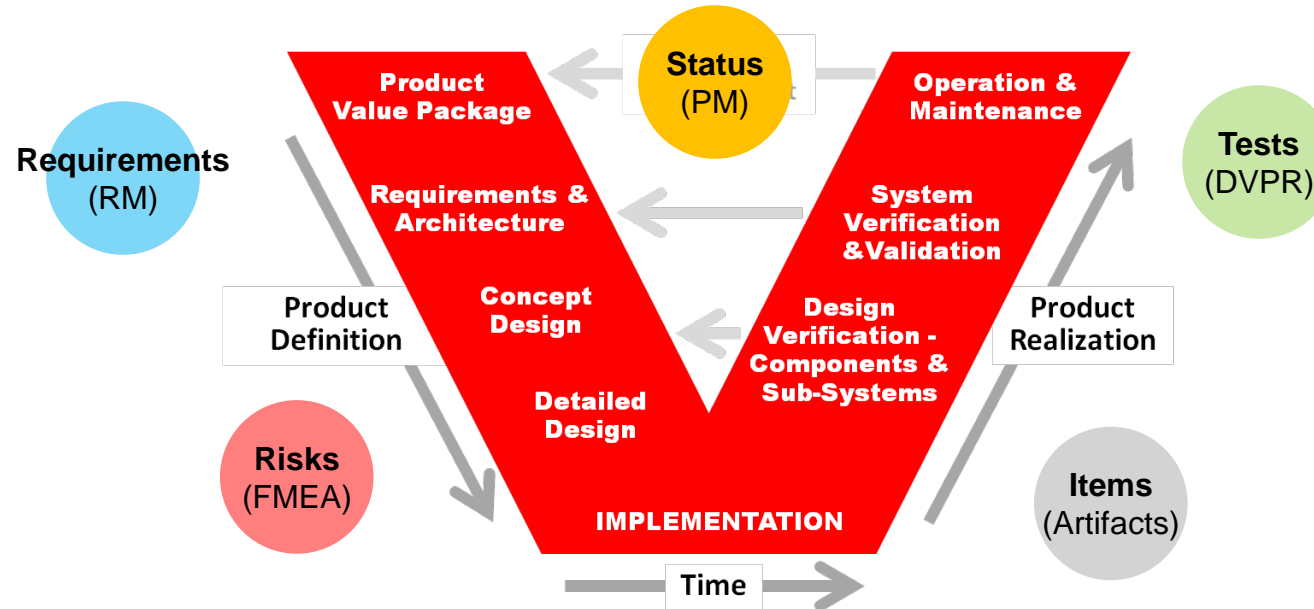 Product
Value Package
Status
(PM)
Operation &
Maintenance
Requirements
(RM)
Tests
(DVPR)
Requirements &
Architecture
System
Verification
&Validation
Product
Definition
Concept
Design
Design
Verification -
Components &
Sub-Systems
Product
Realization
Detailed
Design
Risks
(FMEA)
Items
(Artifacts)
IMPLEMENTATION
Time